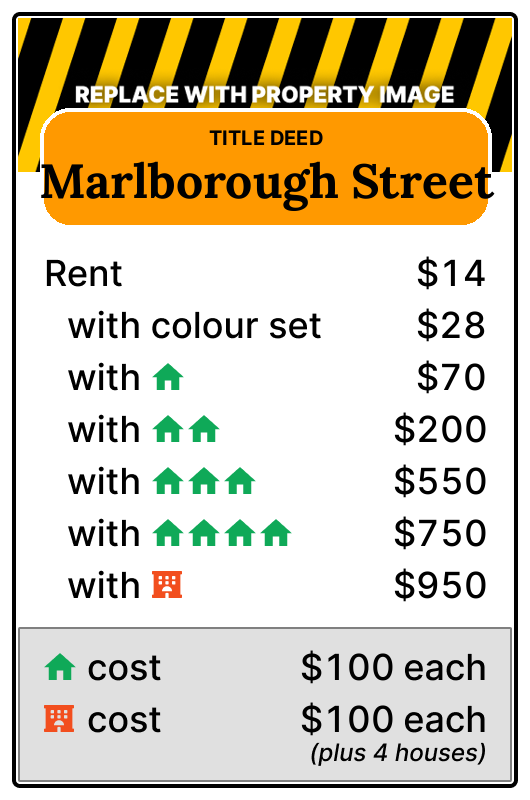 REPLACE WITH PROPERTY IMAGE
TITLE DEED
Marlborough Street
Rent $14
with colour set $28
with $70
with $200
with $550
with $750
with $950
cost $100 each
cost $100 each
(plus 4 houses)